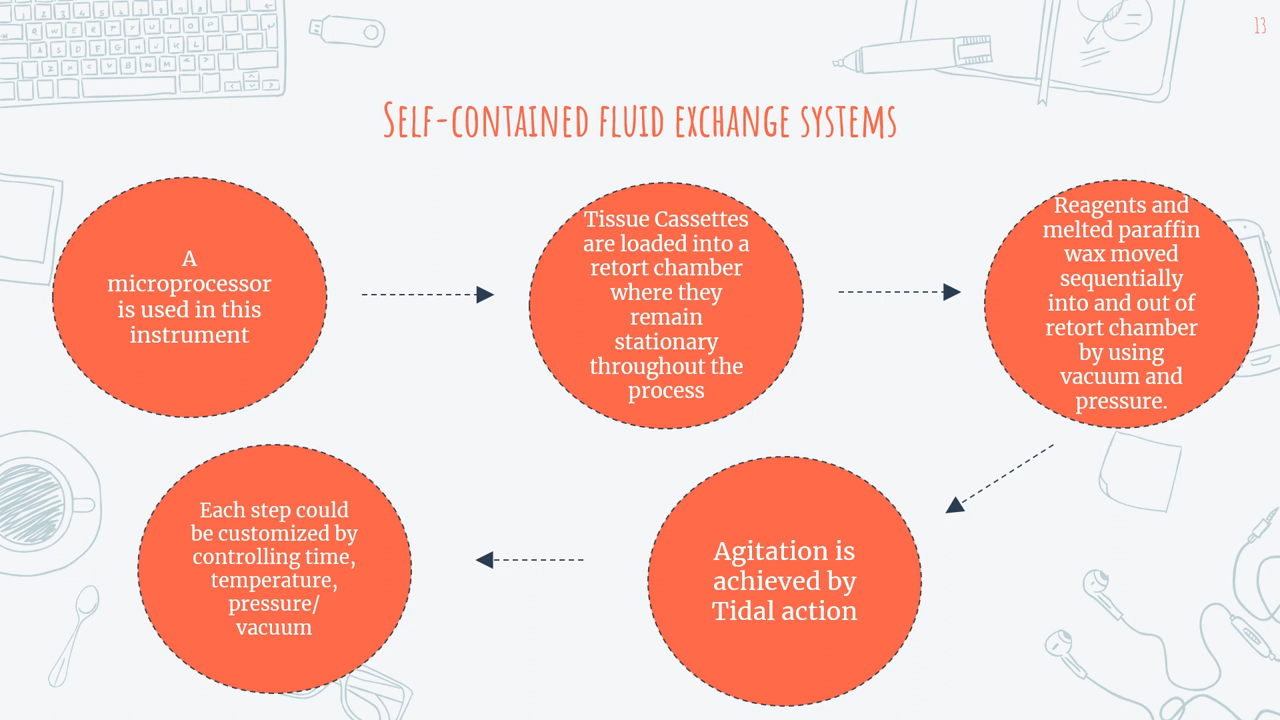 13
Self-contained fluid exchange systems
A
microprocessor
is used in this
instrument
Tissue Cassettes
are loaded into a
retort chamber
where they
remain
stationary
throughout the
process
Reagents and
melted paraffin
wax moved
sequentially
into and out of
retort chamber
by using
vacuum and
pressure.
Agitation is
achieved by
Tidal action
Each step could
be customized by
controlling time,
temperature,
pressure/
vacuum